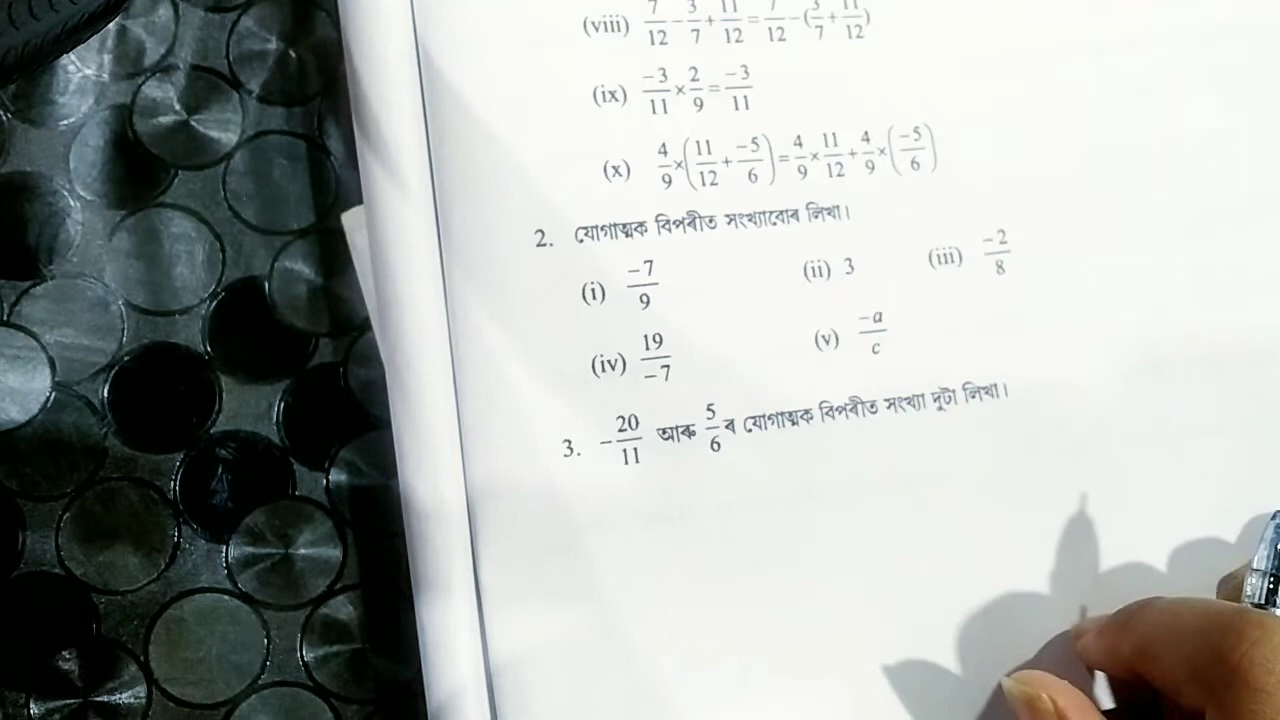 (viii) 7/12 - 3/7 + 11/12 = 7/12 - (3/7 + 11/12)
(ix) -3/11 × 2/9 = -3/11
(x) 4/9 × (11/12 + -5/6) = 4/9 × 11/12 + 4/9 × (-5/6)
2. যোগাত্মক বিপৰীত সংখ্যাবোৰ লিখা।
(i) -7/9 (ii) 3 (iii) -2/8
(iv) 19/-7 (v) -a/c
3. -20/11 আৰু 5/6ৰ যোগাত্মক বিপৰীত সংখ্যা দুটা লিখা।